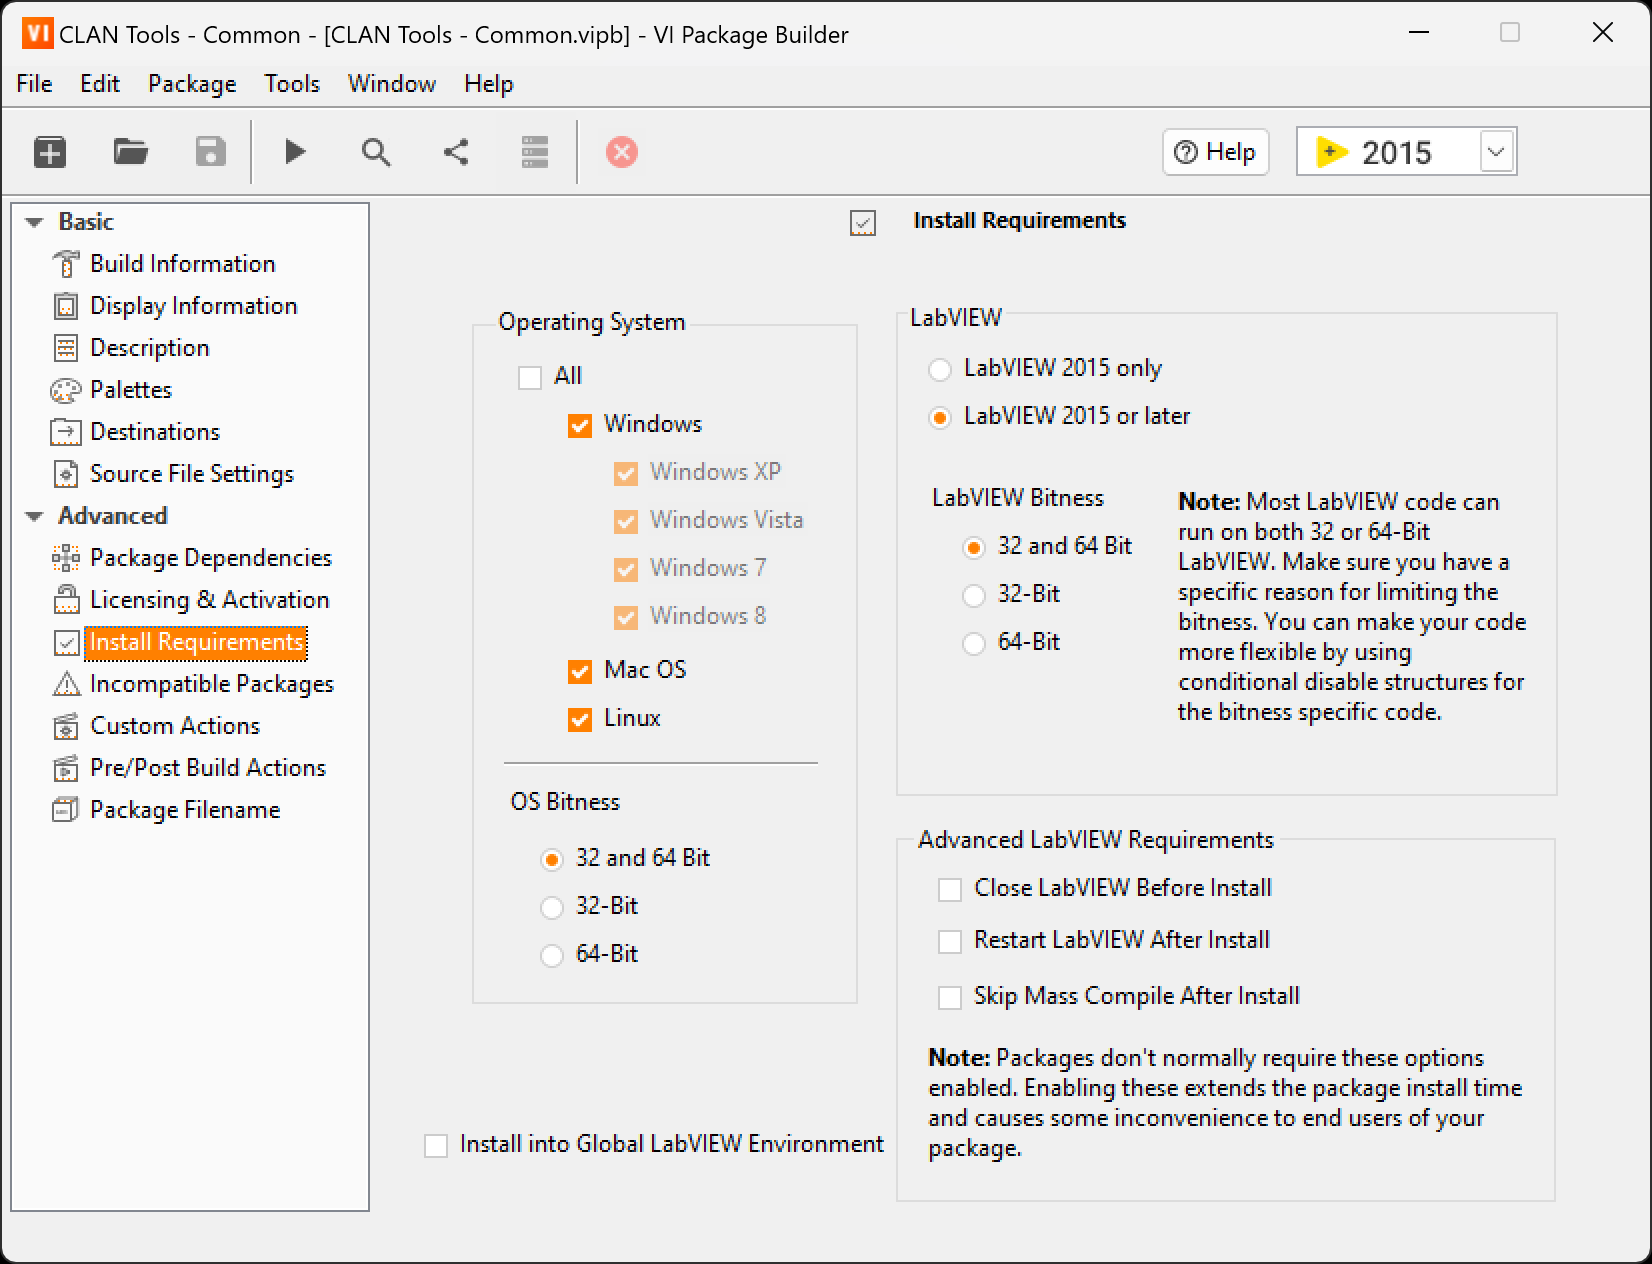 VI CLAN Tools - Common - [CLAN Tools - Common.vipb] - VI Package Builder
File Edit Package Tools Window Help
Help 2015
Basic
Build Information
Display Information
Description
Palettes
Destinations
Source File Settings
Advanced
Package Dependencies
Licensing & Activation
Install Requirements
Incompatible Packages
Custom Actions
Pre/Post Build Actions
Package Filename
Install Requirements
Operating System
All
Windows
Windows XP
Windows Vista
Windows 7
Windows 8
Mac OS
Linux
OS Bitness
32 and 64 Bit
32-Bit
64-Bit
Install into Global LabVIEW Environment
LabVIEW
LabVIEW 2015 only
LabVIEW 2015 or later
LabVIEW Bitness
32 and 64 Bit
32-Bit
64-Bit
Note: Most LabVIEW code can
run on both 32 or 64-Bit
LabVIEW. Make sure you have a
specific reason for limiting the
bitness. You can make your code
more flexible by using
conditional disable structures for
the bitness specific code.
Advanced LabVIEW Requirements
Close LabVIEW Before Install
Restart LabVIEW After Install
Skip Mass Compile After Install
Note: Packages don't normally require these options
enabled. Enabling these extends the package install time
and causes some inconvenience to end users of your
package.